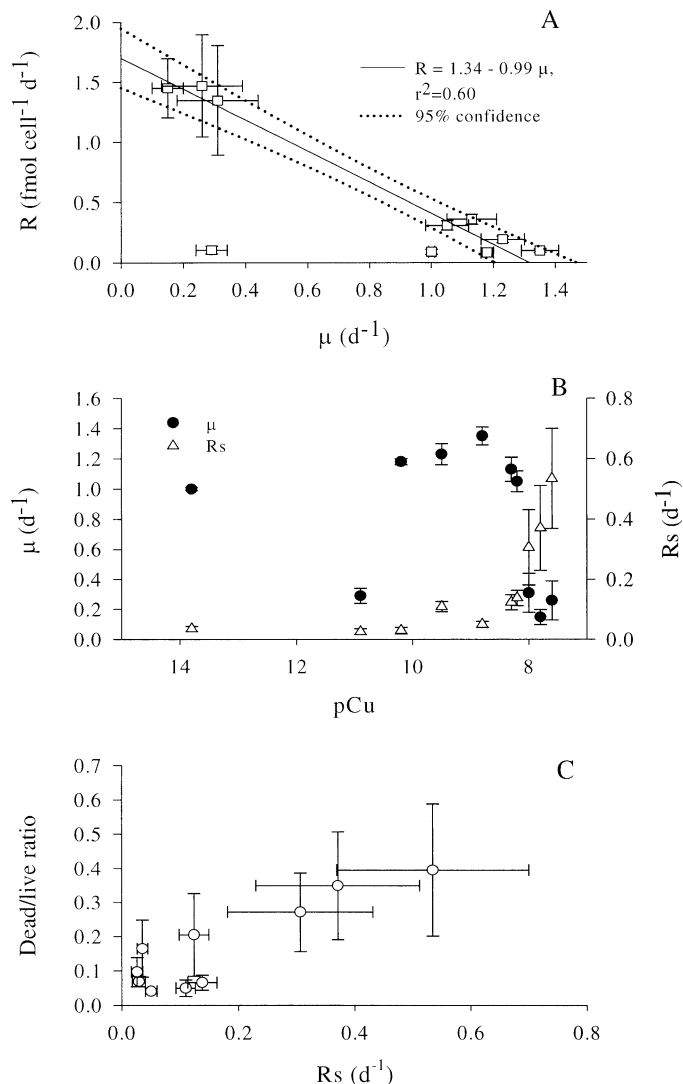 A
2.0
1.5
1.0
0.5
0.0
R (fmol cell-1 d-1)
R = 1.34 - 0.99 μ,
r2=0.60
95% confidence
0.0 0.2 0.4 0.6 0.8 1.0 1.2 1.4
μ (d-1)
B
1.6
1.4
1.2
1.0
0.8
0.6
0.4
0.2
0.0
μ (d-1)
μ
Rs
0.8
0.6
0.4
0.2
0.0
Rs (d-1)
14 12 10 8
pCu
C
0.7
0.6
0.5
0.4
0.3
0.2
0.1
0.0
Dead/live ratio
0.0 0.2 0.4 0.6 0.8
Rs (d-1)